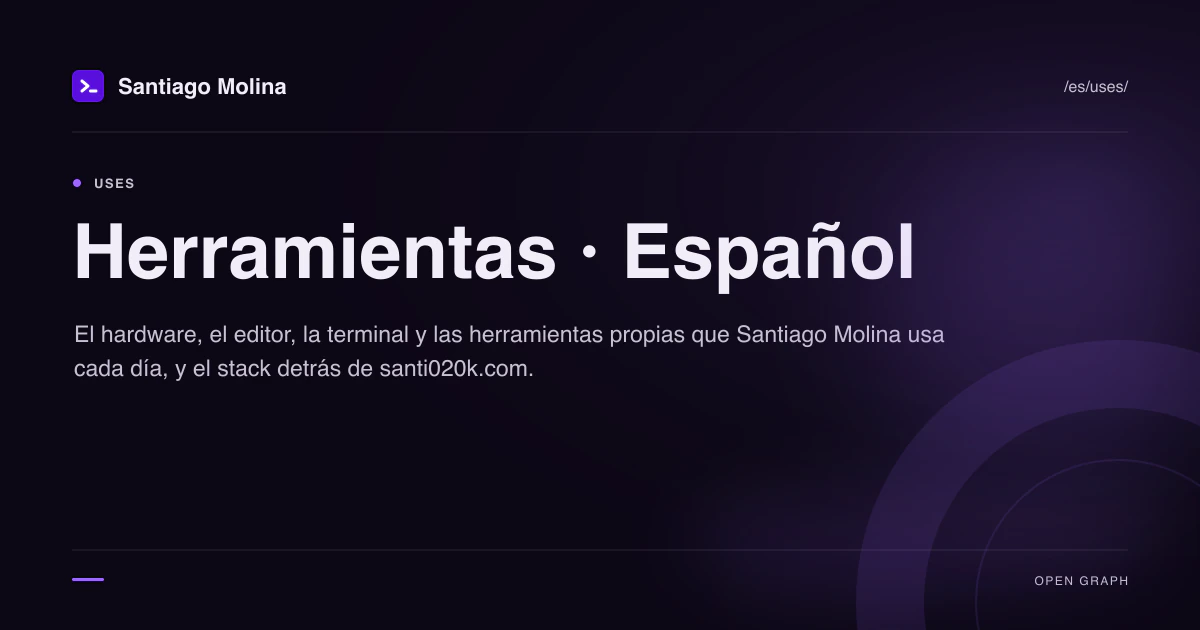 Santiago Molina
/es/uses/
USES
Herramientas · Español
El hardware, el editor, la terminal y las herramientas propias que Santiago Molina usa
cada día, y el stack detrás de santi020k.com.
OPEN GRAPH